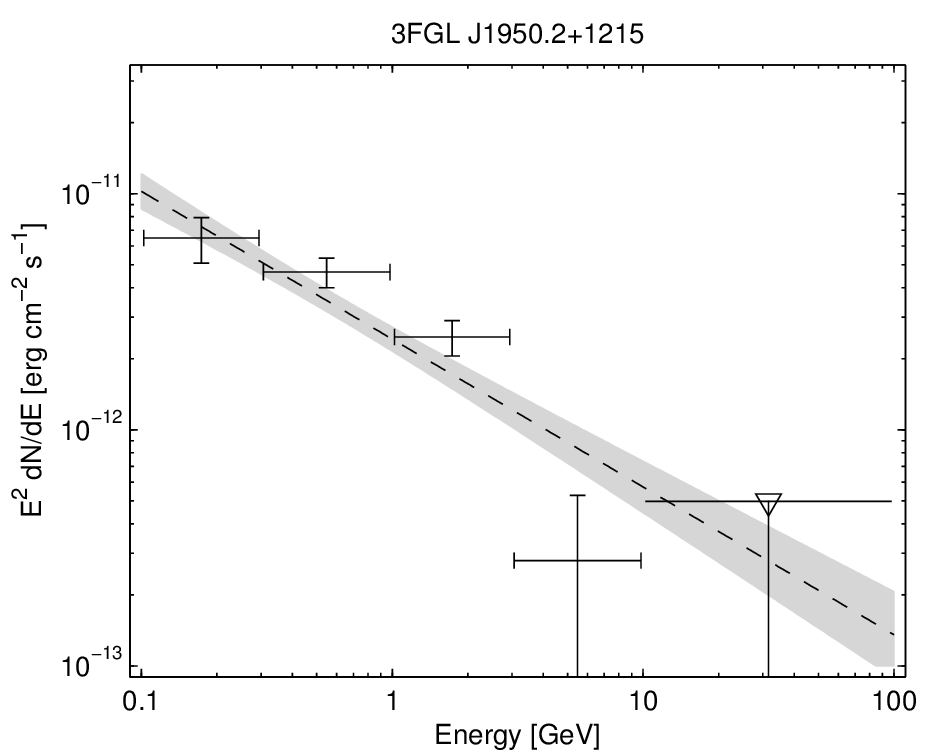 3FGL J1950.2+1215
10⁻¹¹
10⁻¹²
10⁻¹³
E² dN/dE [erg cm⁻² s⁻¹]
0.1 1 10 100
Energy [GeV]